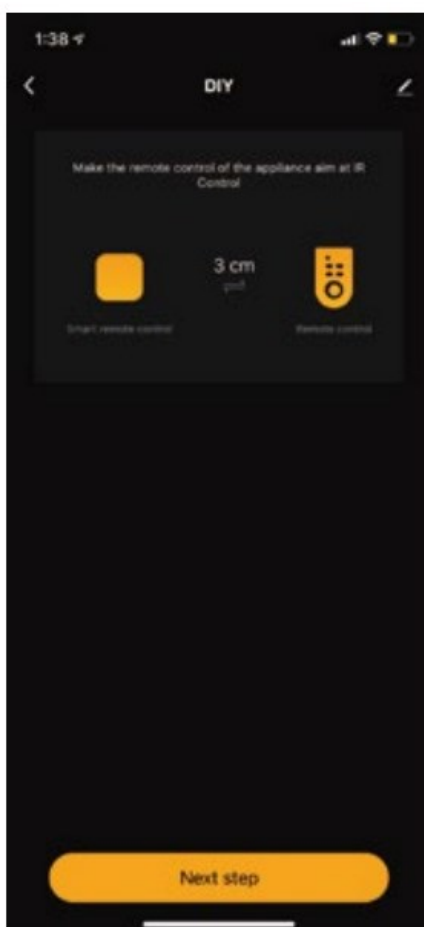 1:38
DIY
Make the remote control of the appliance aim at IR
Control
3 cm
Smart remote control
Remote control
Next step